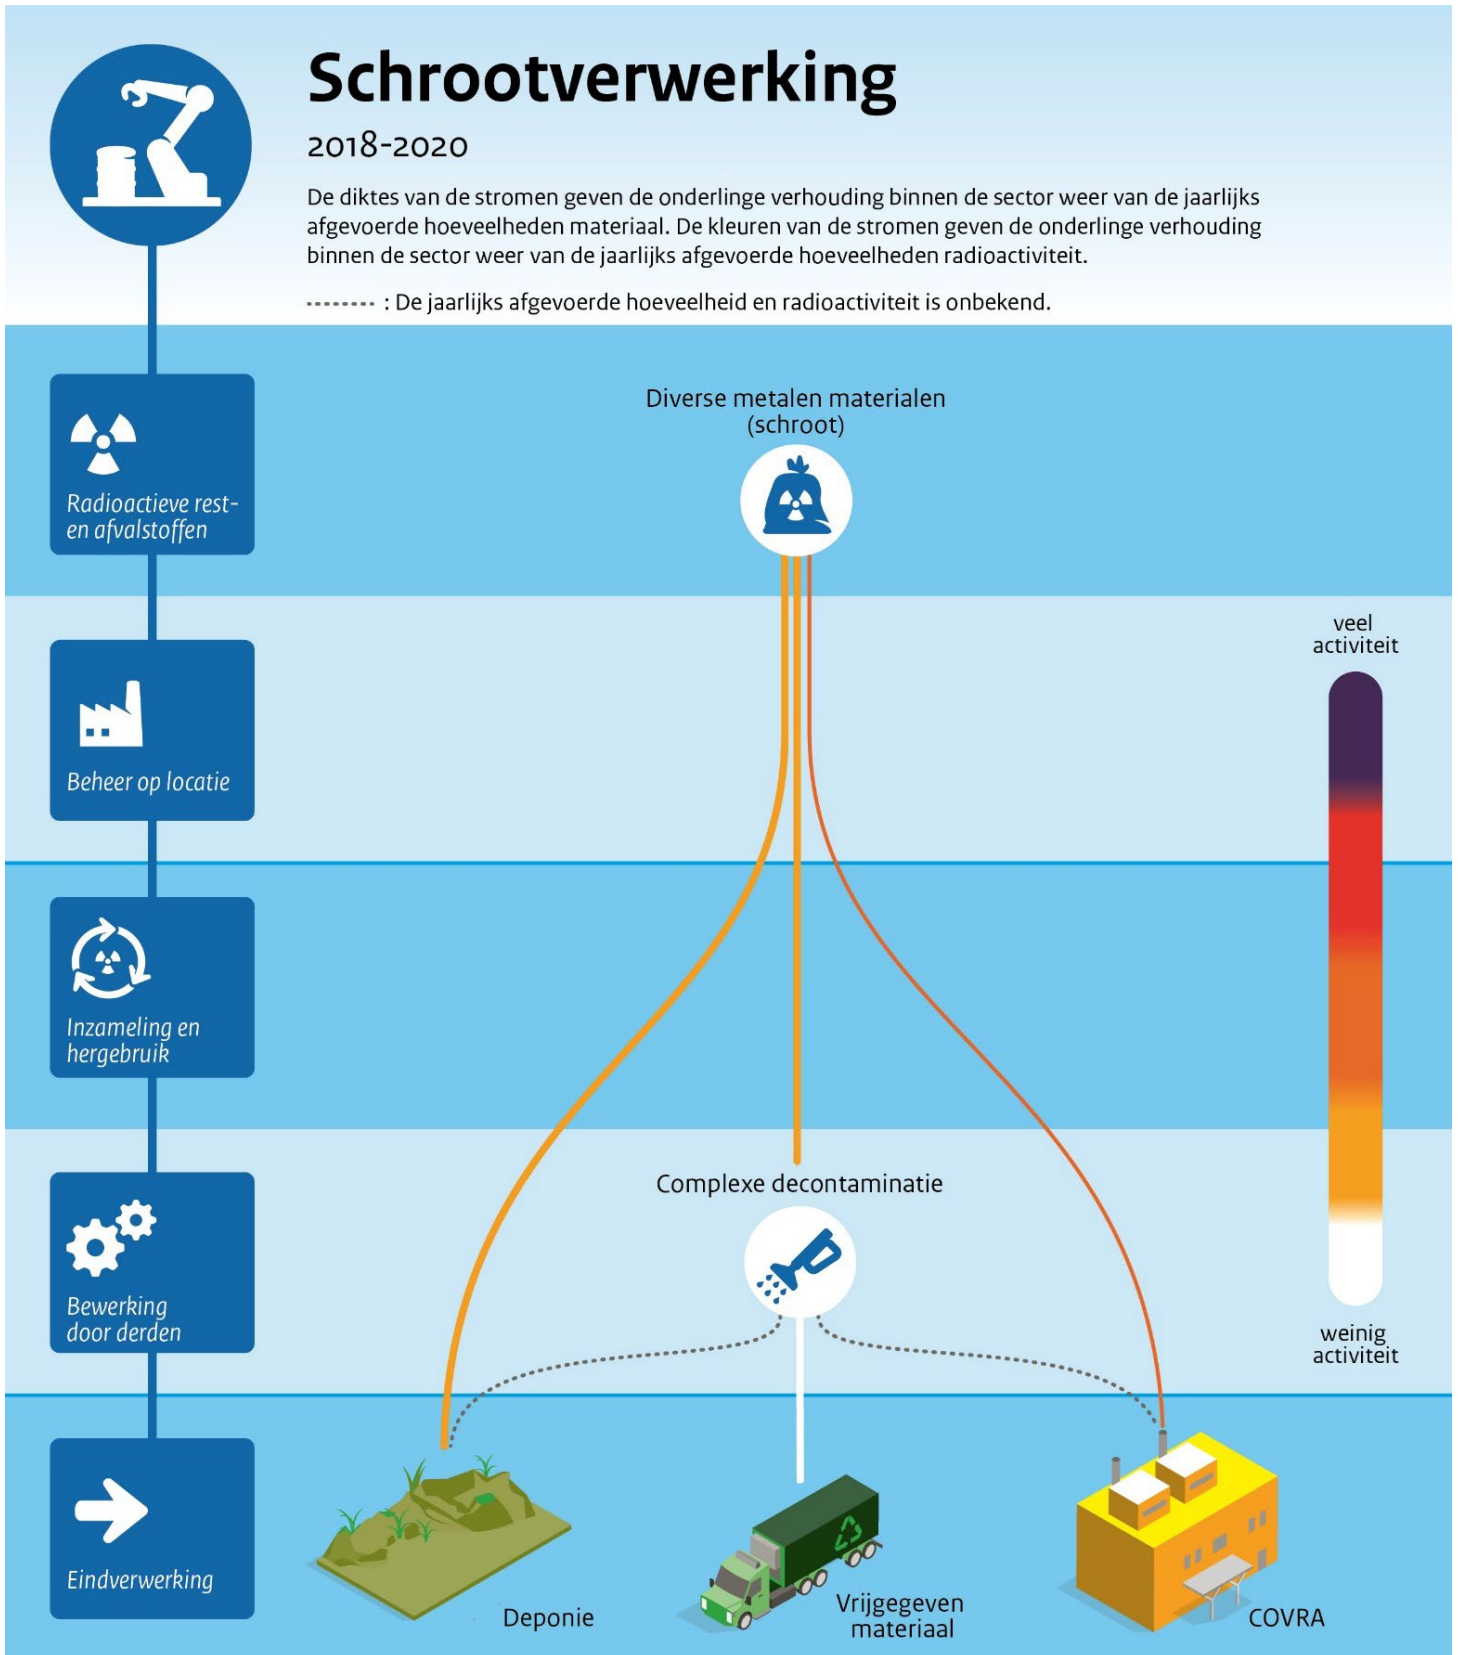 Schrootverwerking
2018-2020
De diktes van de stromen geven de onderlinge verhouding binnen de sector weer van de jaarlijks
afgevoerde hoeveelheden materiaal. De kleuren van de stromen geven de onderlinge verhouding
binnen de sector weer van de jaarlijks afgevoerde hoeveelheden radioactiviteit.
-------- : De jaarlijks afgevoerde hoeveelheid en radioactiviteit is onbekend.
Diverse metalen materialen
(schroot)
Radioactieve rest-
en afvalstoffen
veel
activiteit
Beheer op locatie
Inzameling en
hergebruik
Complexe decontaminatie
Bewerking
door derden
weinig
activiteit
Eindverwerking
Deponie
Vrijgegeven
materiaal
COVRA